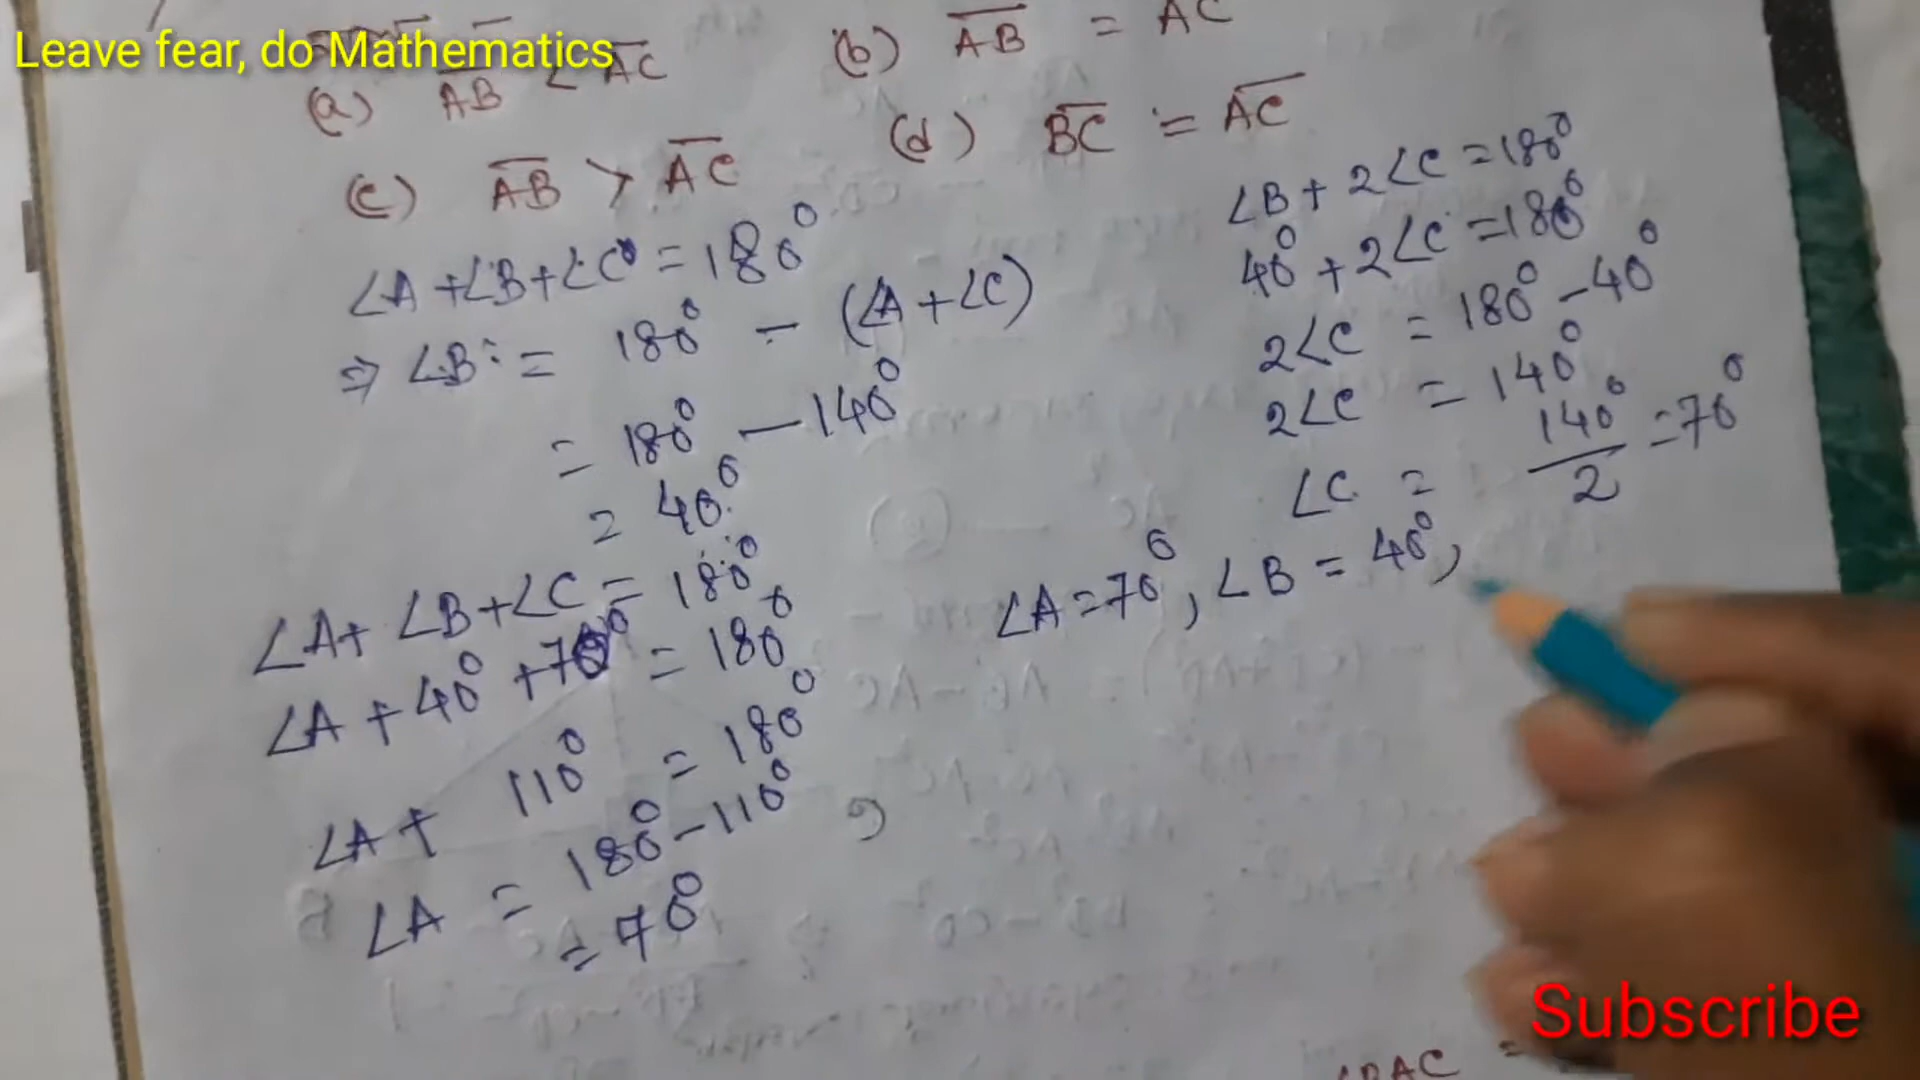 Leave fear, do Mathematics
(a) AB < AC
(b) AB = AC
(c) AB > AC
(d) BC = AC
∠A +∠B+∠C = 180°
⇒ ∠B = 180° − (∠A + ∠C)
= 180° − 140°
= 40°
∠A+ ∠B+∠C = 180°
∠A + 40° +70° = 180°
∠A + 110° = 180°
∠A = 180° − 110°
= 70°
∠B + 2∠C = 180°
40° + 2∠C = 180°
2∠C = 180° − 40°
2∠C = 140°
∠C = 140°/2 = 70°
∠A = 70°, ∠B = 40°,
Subscribe